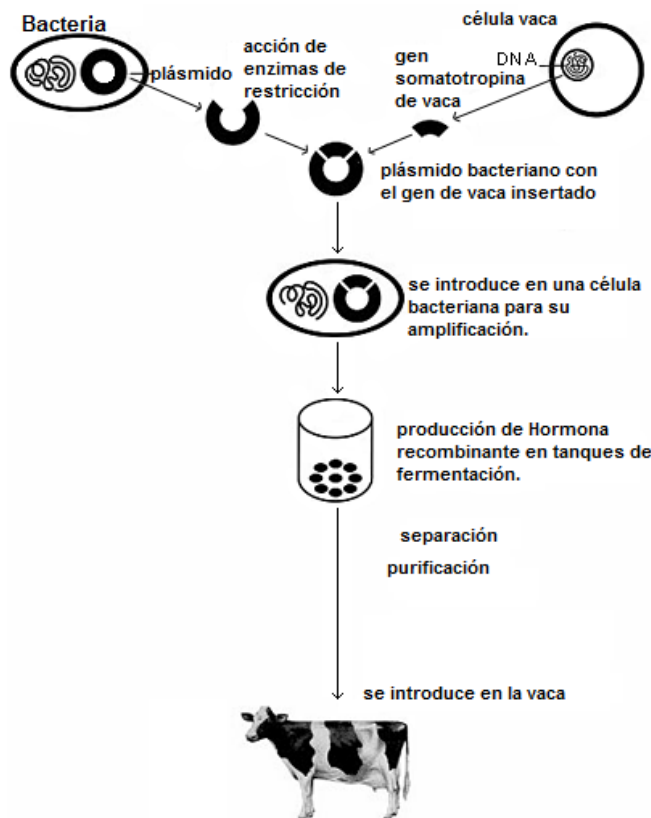 Bacteria
plásmido
acción de
enzimas de
restricción
célula vaca
DNA
gen
somatotropina
de vaca
plásmido bacteriano con
el gen de vaca insertado
se introduce en una célula
bacteriana para su
amplificación.
producción de Hormona
recombinante en tanques de
fermentación.
separación
purificación
se introduce en la vaca